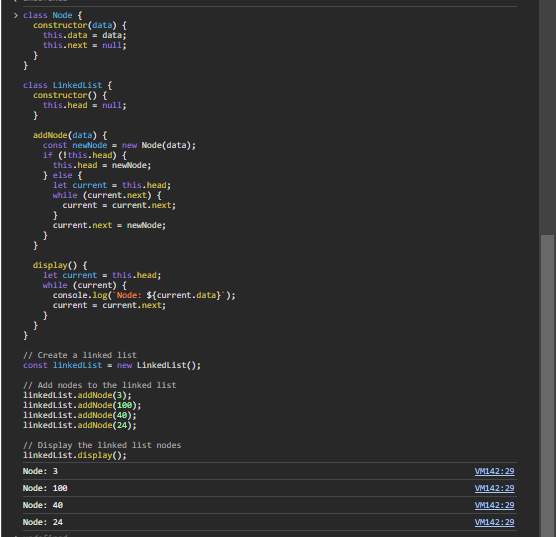 > class Node {
constructor(data) {
this.data = data;
this.next = null;
}
}
class LinkedList {
constructor() {
this.head = null;
}
addNode(data) {
const newNode = new Node(data);
if (!this.head) {
this.head = newNode;
} else {
let current = this.head;
while (current.next) {
current = current.next;
}
current.next = newNode;
}
}
display() {
let current = this.head;
while (current) {
console.log(`Node: ${current.data}`);
current = current.next;
}
}
}
// Create a linked list
const linkedList = new LinkedList();
// Add nodes to the linked list
linkedList.addNode(3);
linkedList.addNode(100);
linkedList.addNode(40);
linkedList.addNode(24);
// Display the linked list nodes
linkedList.display();
Node: 3 VM142:29
Node: 100 VM142:29
Node: 40 VM142:29
Node: 24 VM142:29